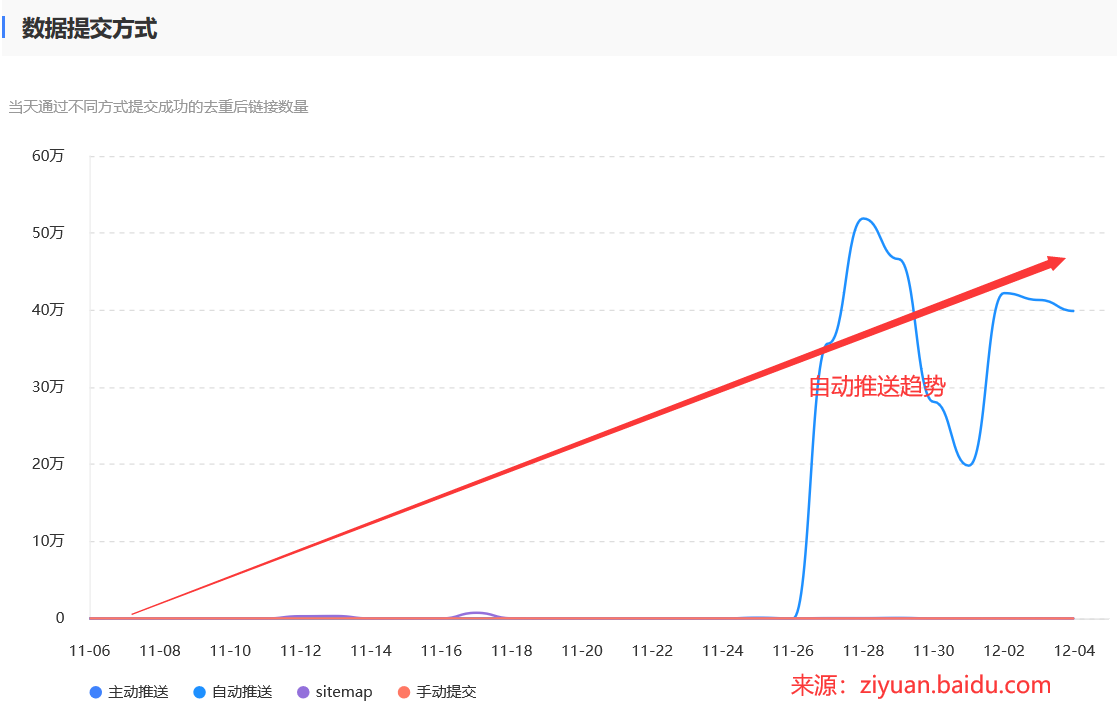 数据提交方式
当天通过不同方式提交成功的去重后链接数量
60万
50万
40万
30万
自动推送趋势
20万
10万
0
11-06 11-08 11-10 11-12 11-14 11-16 11-18 11-20 11-22 11-24 11-26 11-28 11-30 12-02 12-04
主动推送 自动推送 sitemap 手动提交
来源：ziyuan.baidu.com